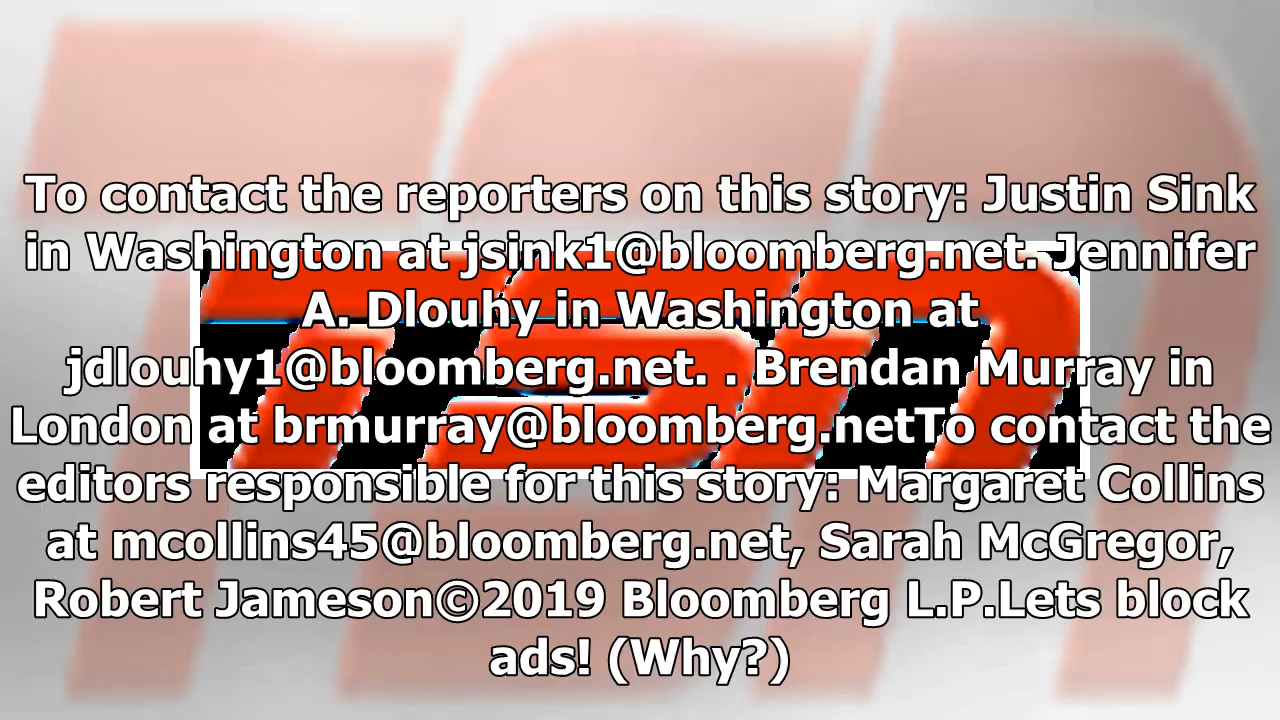 To contact the reporters on this story: Justin Sink
in Washington at jsink1@bloomberg.net. Jennifer
A. Dlouhy in Washington at
jdlouhy1@bloomberg.net. . Brendan Murray in
London at brmurray@bloomberg.netTo contact the
editors responsible for this story: Margaret Collins
at mcollins45@bloomberg.net, Sarah McGregor,
Robert Jameson©2019 Bloomberg L.P.Lets block
ads! (Why?)